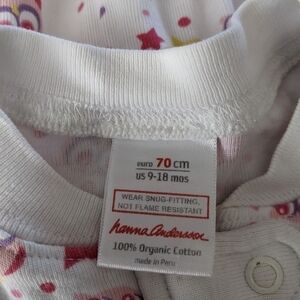 euro 70 cm
US 9-18 mos
WEAR SNUG-FITTING,
NOT FLAME RESISTANT
hanna andersson
100% Organic Cotton
made in Peru